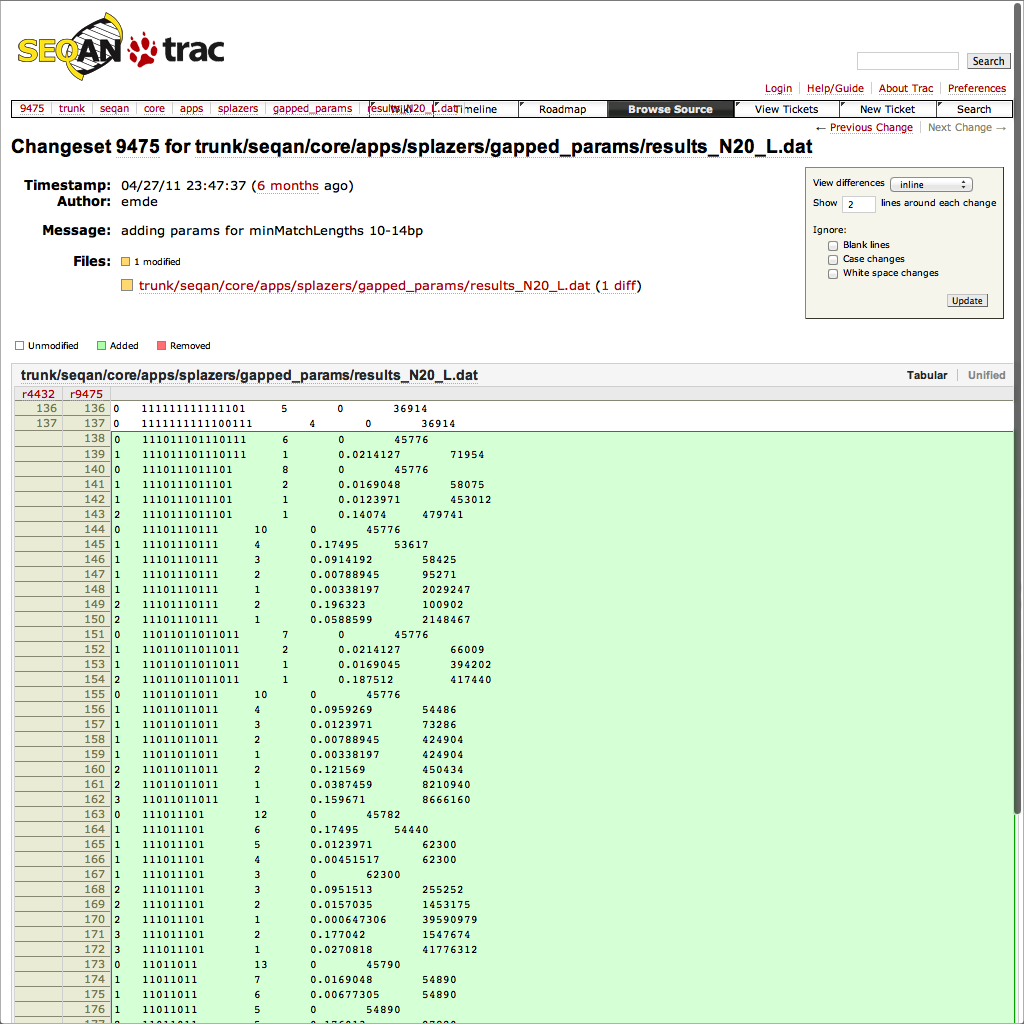 SEQAN trac
Search
Login Help/Guide About Trac Preferences
9475 trunk seqan core apps splazers gapped_params results_N20_L.dat Wiki Timeline Roadmap Browse Source View Tickets New Ticket Search
← Previous Change Next Change →
Changeset 9475 for trunk/seqan/core/apps/splazers/gapped_params/results_N20_L.dat
View differences inline
Show 2 lines around each change
Ignore:
Blank lines
Case changes
White space changes
Update
Timestamp: 04/27/11 23:47:37 (6 months ago)
Author: emde
Message: adding params for minMatchLengths 10-14bp
Files: 1 modified
trunk/seqan/core/apps/splazers/gapped_params/results_N20_L.dat (1 diff)
Unmodified Added Removed
trunk/seqan/core/apps/splazers/gapped_params/results_N20_L.dat Tabular Unified
r4432 r9475
136 136 0 1111111111111101 5 0 36914
137 137 0 1111111111100111 4 0 36914
138 0 1110111101110111 6 0 45776
139 1 1110111101110111 1 0.0214127 71954
140 0 1110111011101 8 0 45776
141 1 1110111011101 2 0.0169048 58075
142 1 1110111011101 1 0.0123971 453012
143 2 1110111011101 1 0.14074 479741
144 0 11101110111 10 0 45776
145 1 11101110111 4 0.17495 53617
146 1 11101110111 3 0.0914192 58425
147 1 11101110111 2 0.00788945 95271
148 1 11101110111 1 0.00338197 2029247
149 2 11101110111 2 0.196323 100902
150 2 11101110111 1 0.0588599 2148467
151 0 11011011011011 7 0 45776
152 1 11011011011011 2 0.0214127 66009
153 1 11011011011011 1 0.0169045 394202
154 2 11011011011011 1 0.187512 417440
155 0 11011011011 10 0 45776
156 1 11011011011 4 0.0959269 54486
157 1 11011011011 3 0.0123971 73286
158 1 11011011011 2 0.00788945 424904
159 1 11011011011 1 0.00338197 424904
160 2 11011011011 2 0.121569 450434
161 2 11011011011 1 0.0387459 8210940
162 3 11011011011 1 0.159671 8666160
163 0 111011101 12 0 45782
164 1 111011101 6 0.17495 54440
165 1 111011101 5 0.0123971 62300
166 1 111011101 4 0.00451517 62300
167 1 111011101 3 0 62300
168 2 111011101 3 0.0951513 255252
169 2 111011101 2 0.0157035 1453175
170 2 111011101 1 0.000647306 39590979
171 3 111011101 2 0.177042 1547674
172 3 111011101 1 0.0270818 41776312
173 0 11011011 13 0 45790
174 1 11011011 7 0.0169048 54890
175 1 11011011 6 0.00677305 54890
176 1 11011011 5 0 54890